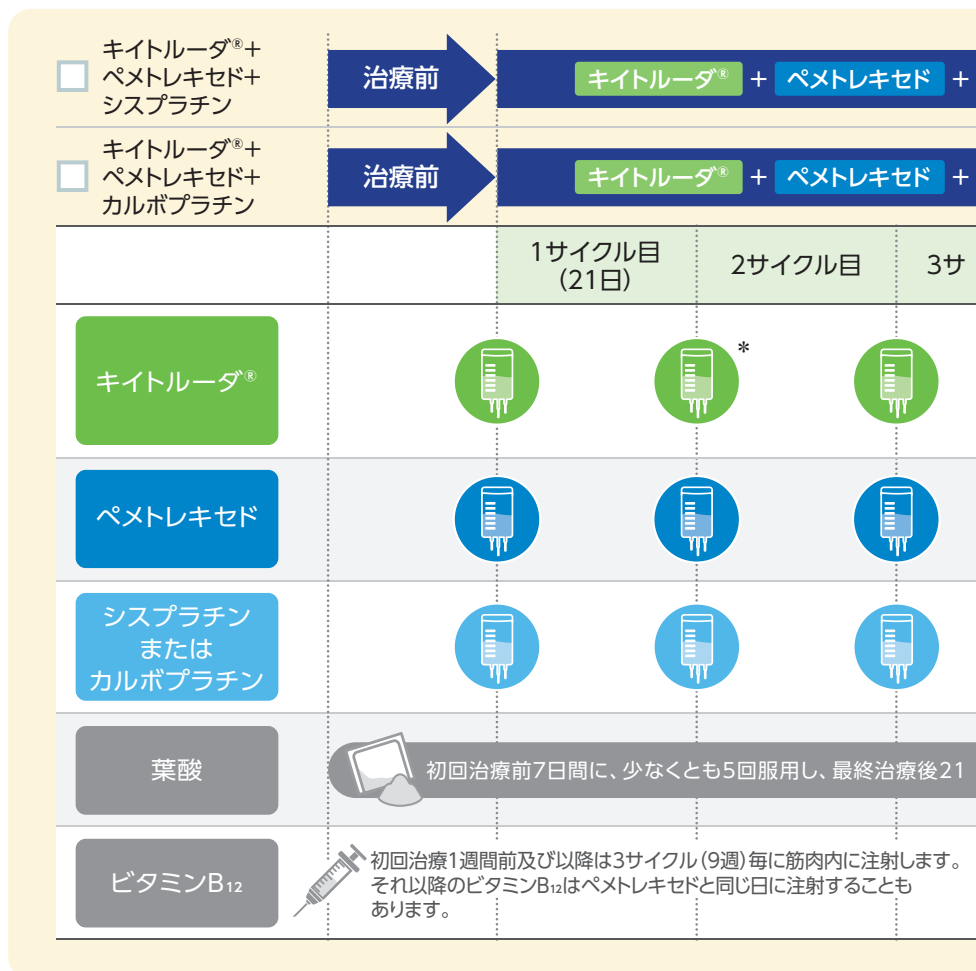 キイトルーダ®+
ペメトレキセド+
シスプラチン
治療前
キイトルーダ® + ペメトレキセド +
キイトルーダ®+
ペメトレキセド+
カルボプラチン
治療前
キイトルーダ® + ペメトレキセド +
1サイクル目
(21日)
2サイクル目
3サ
キイトルーダ®
*
ペメトレキセド
シスプラチン
または
カルボプラチン
葉酸
初回治療前7日間に、少なくとも5回服用し、最終治療後21
ビタミンB₁₂
初回治療1週間前及び以降は3サイクル(9週)毎に筋肉内に注射します。
それ以降のビタミンB₁₂はペメトレキセドと同じ日に注射することも
あります。